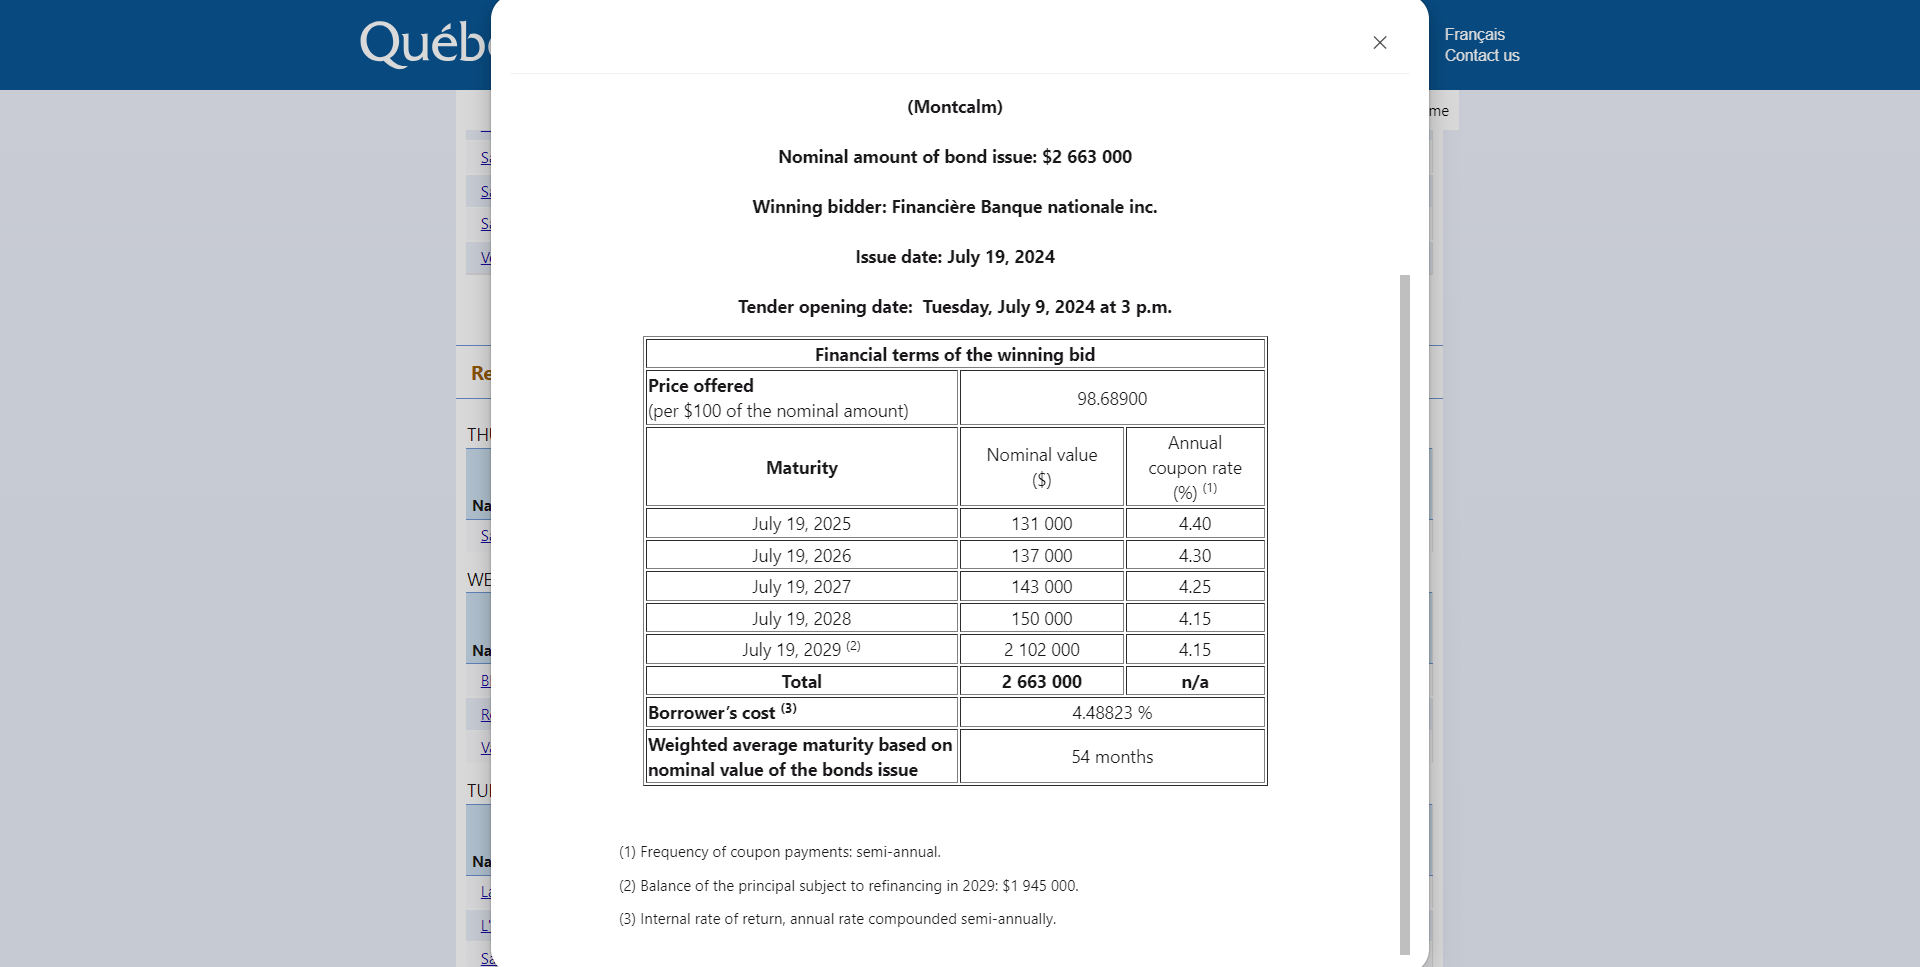 Québ
Français
Contact us
me
(Montcalm)
Nominal amount of bond issue: $2 663 000
Winning bidder: Financière Banque nationale inc.
Issue date: July 19, 2024
Tender opening date: Tuesday, July 9, 2024 at 3 p.m.
Financial terms of the winning bid
Price offered
(per $100 of the nominal amount)
98.68900
Maturity
Nominal value
($)
Annual
coupon rate
(%) (1)
July 19, 2025 131 000 4.40
July 19, 2026 137 000 4.30
July 19, 2027 143 000 4.25
July 19, 2028 150 000 4.15
July 19, 2029 (2) 2 102 000 4.15
Total 2 663 000 n/a
Borrower’s cost (3) 4.48823 %
Weighted average maturity based on
nominal value of the bonds issue
54 months
(1) Frequency of coupon payments: semi-annual.
(2) Balance of the principal subject to refinancing in 2029: $1 945 000.
(3) Internal rate of return, annual rate compounded semi-annually.
Re
THU
Na
WE
Na
TUE
Na